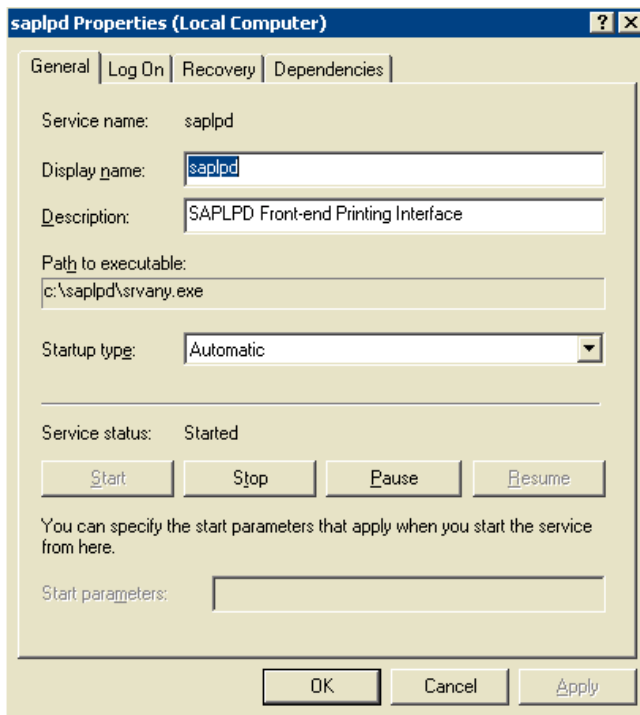 saplpd Properties (Local Computer)
General Log On Recovery Dependencies
Service name: saplpd
Display name: saplpd
Description: SAPLPD Front-end Printing Interface
Path to executable:
c:\saplpd\srvany.exe
Startup type: Automatic
Service status: Started
Start Stop Pause Resume
You can specify the start parameters that apply when you start the service
from here.
Start parameters:
OK Cancel Apply